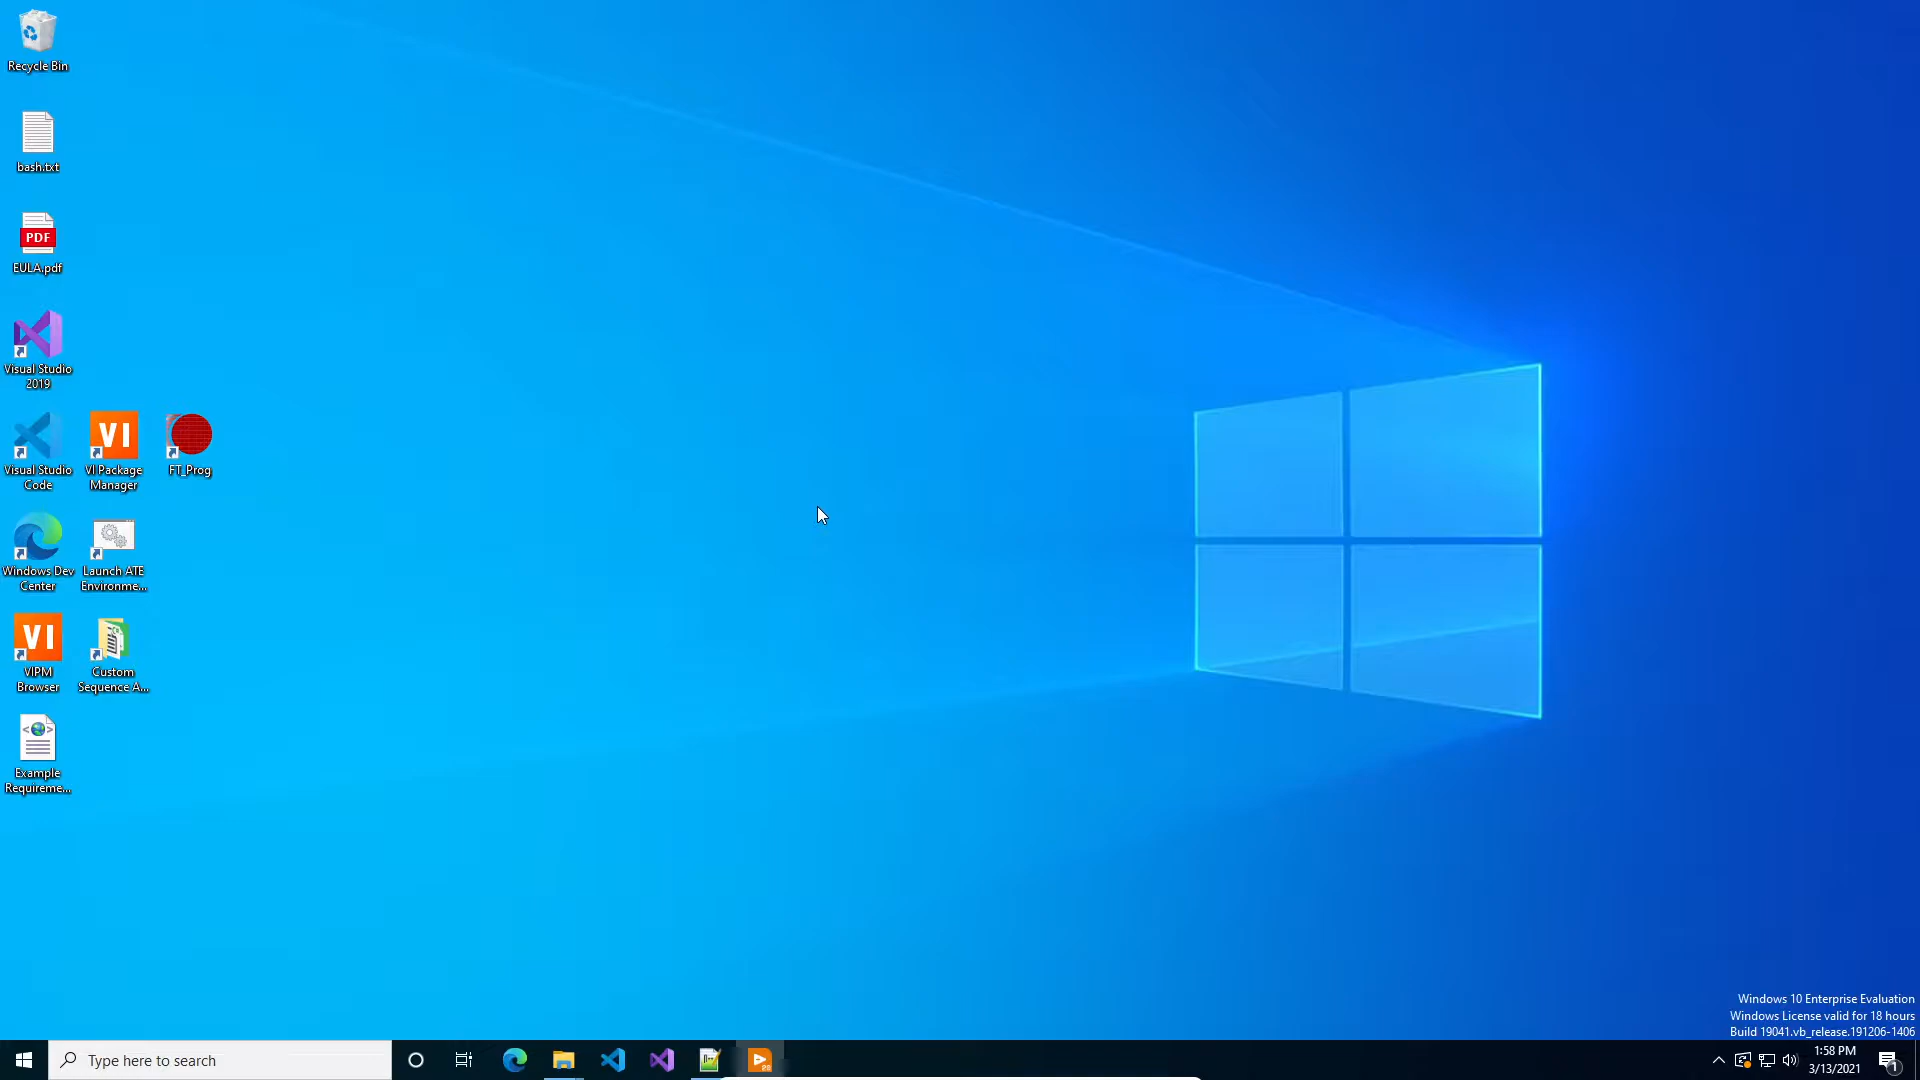 Recycle Bin
bash.txt
PDF
EULA.pdf
Visual Studio
2019
Visual Studio
Code
VI
VI Package
Manager
FT_Prog
Windows Dev
Center
Launch ATE
Environme...
VI
VIPM
Browser
Custom
Sequence A...
Example
Requireme...
Windows 10 Enterprise Evaluation
Windows License valid for 18 hours
Build 19041.vb_release.191206-1406
Type here to search
1:58 PM
3/13/2021
1